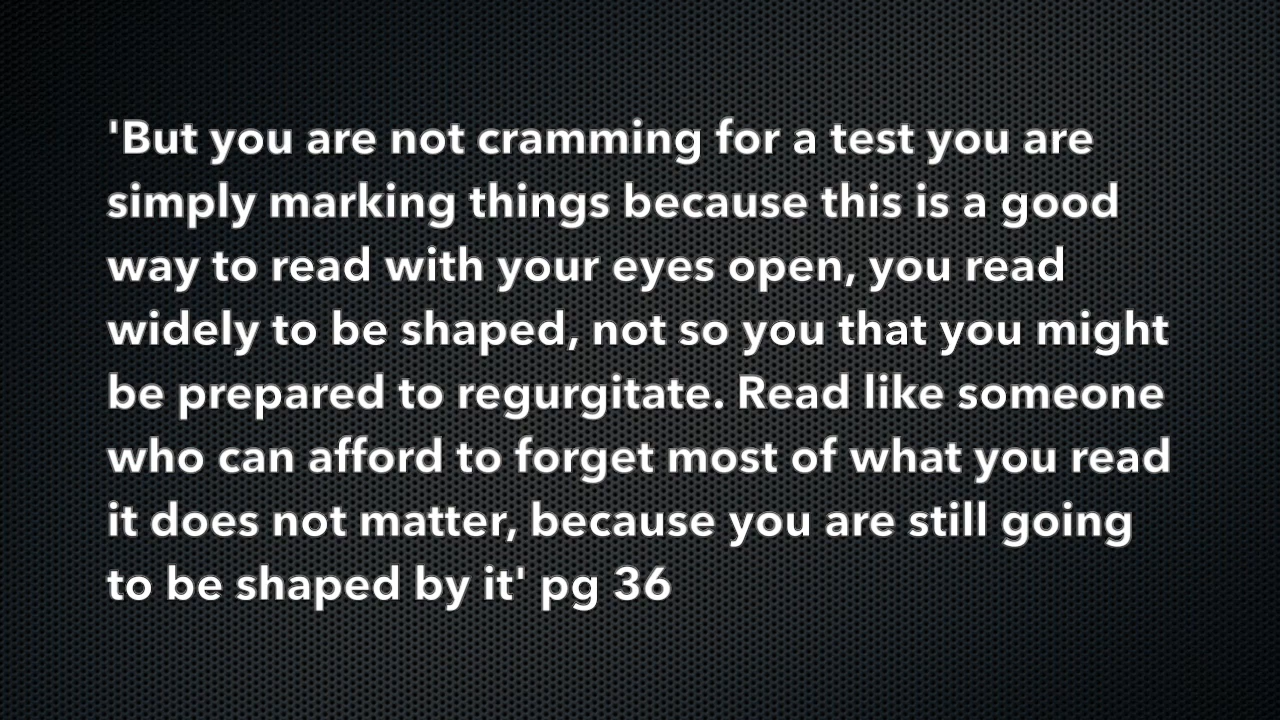 'But you are not cramming for a test you are
simply marking things because this is a good
way to read with your eyes open, you read
widely to be shaped, not so you that you might
be prepared to regurgitate. Read like someone
who can afford to forget most of what you read
it does not matter, because you are still going
to be shaped by it' pg 36